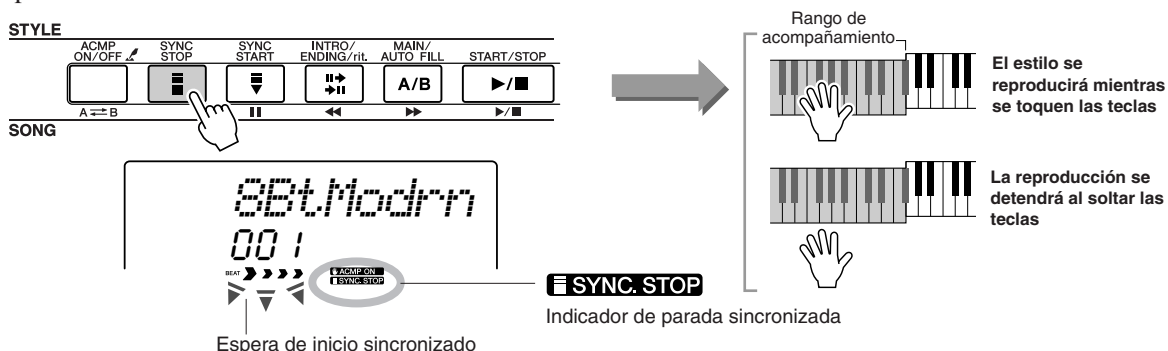 STYLE
ACMP ON/OFF
SYNC STOP
SYNC START
INTRO/ENDING/rit.
MAIN/AUTO FILL
START/STOP
A/B
A ⇄ B
SONG
8Bt.Modrn
001
BEAT
ACMP ON
SYNC. STOP
SYNC. STOP
Indicador de parada sincronizada
Espera de inicio sincronizado
Rango de
acompañamiento
El estilo se
reproducirá mientras
se toquen las teclas
La reproducción se
detendrá al soltar las
teclas